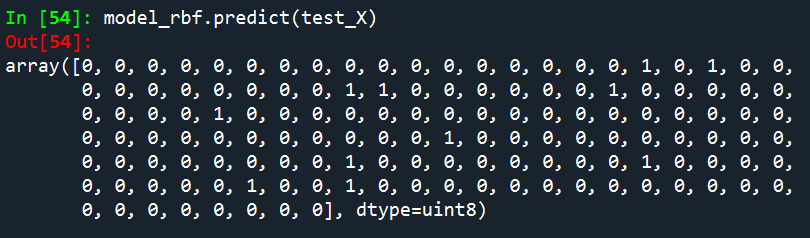 In [54]: model_rbf.predict(test_X)
Out[54]:
array([0, 0, 0, 0, 0, 0, 0, 0, 0, 0, 0, 0, 0, 0, 0, 0, 0, 1, 0, 1, 0, 0,
0, 0, 0, 0, 0, 0, 0, 0, 1, 1, 0, 0, 0, 0, 0, 0, 1, 0, 0, 0, 0, 0,
0, 0, 0, 0, 1, 0, 0, 0, 0, 0, 0, 0, 0, 0, 0, 0, 0, 0, 0, 0, 0, 0,
0, 0, 0, 0, 0, 0, 0, 0, 0, 0, 0, 1, 0, 0, 0, 0, 0, 0, 0, 0, 0, 0,
0, 0, 0, 0, 0, 0, 0, 0, 1, 0, 0, 0, 0, 0, 0, 0, 0, 1, 0, 0, 0, 0,
0, 0, 0, 0, 0, 1, 0, 0, 1, 0, 0, 0, 0, 0, 0, 0, 0, 0, 0, 0, 0, 0,
0, 0, 0, 0, 0, 0, 0, 0], dtype=uint8)